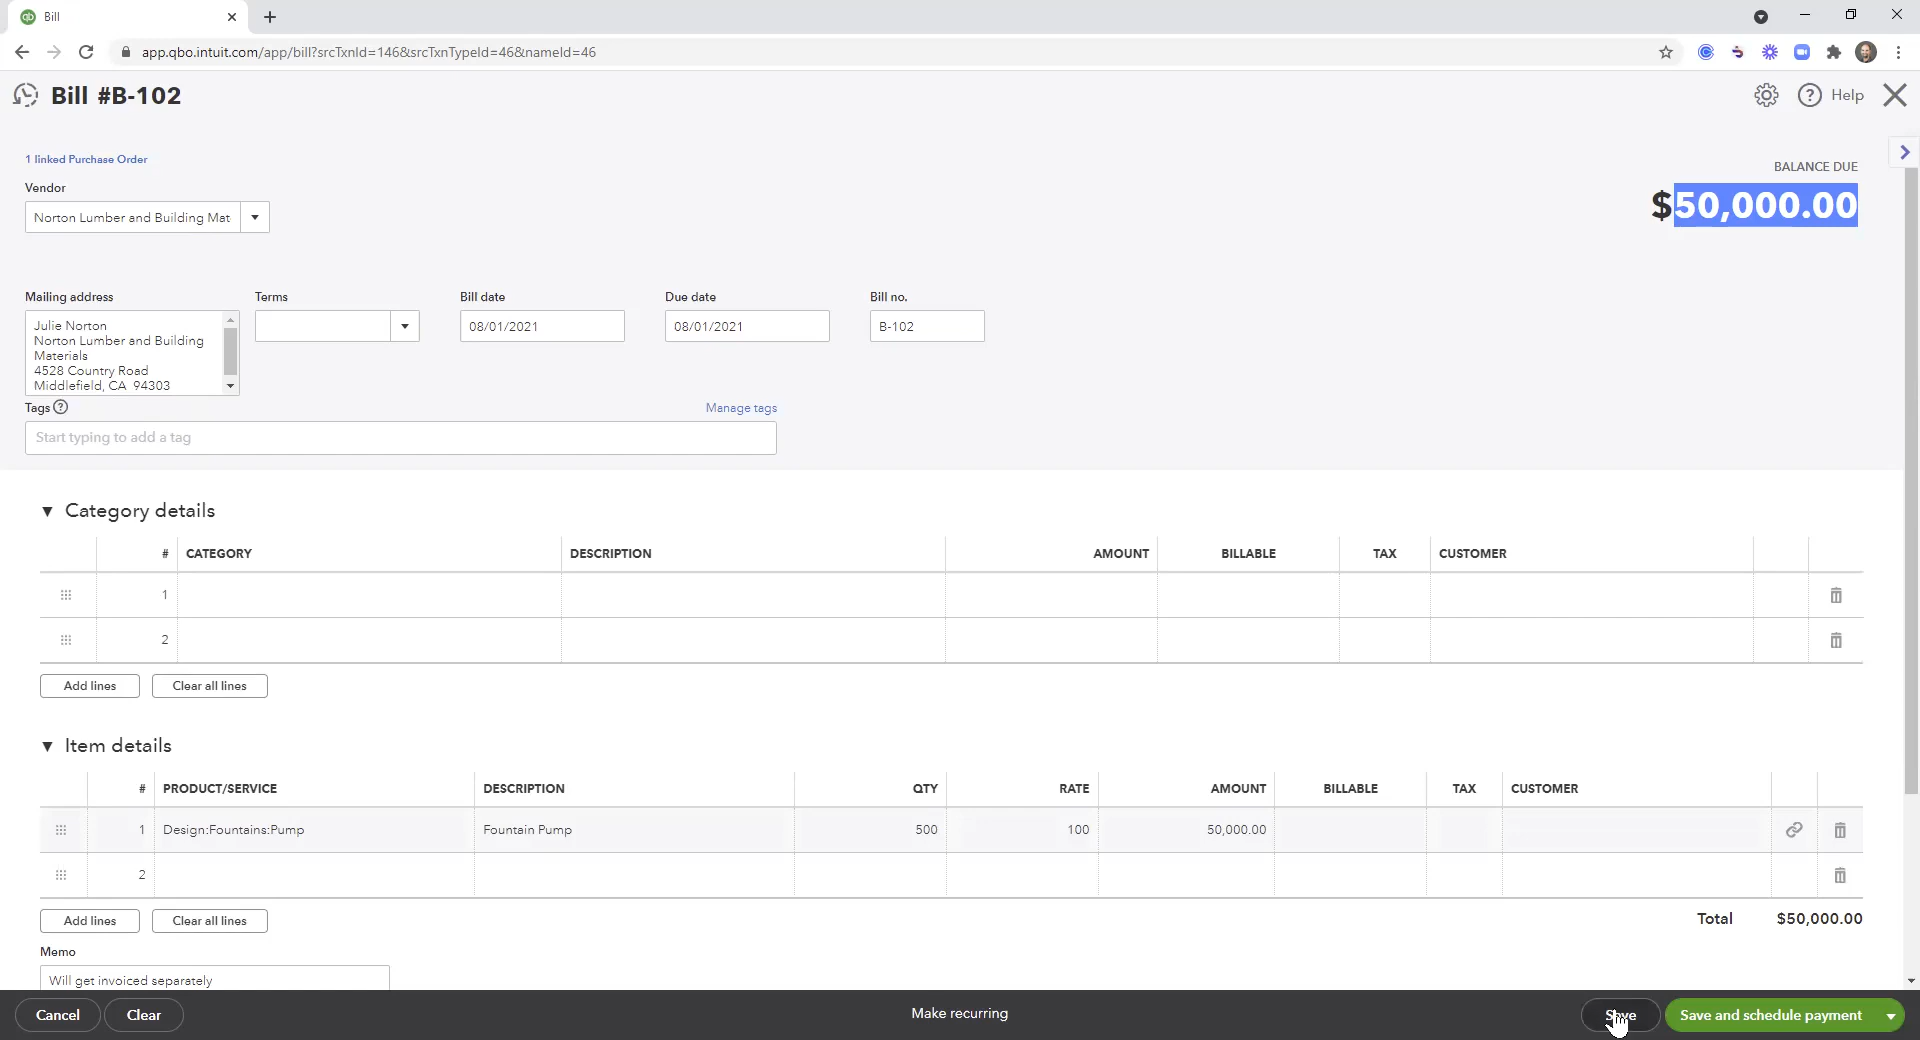 Bill
app.qbo.intuit.com/app/bill?srcTxnId=146&srcTxnTypeId=46&nameId=46
Bill #B-102
Help
1 linked Purchase Order
BALANCE DUE
$50,000.00
Vendor
Norton Lumber and Building Mat
Mailing address
Terms
Bill date
Due date
Bill no.
Julie Norton
Norton Lumber and Building
Materials
4528 Country Road
Middlefield, CA 94303
08/01/2021
08/01/2021
B-102
Tags
Manage tags
Start typing to add a tag
Category details
# CATEGORY DESCRIPTION AMOUNT BILLABLE TAX CUSTOMER
1
2
Add lines
Clear all lines
Item details
# PRODUCT/SERVICE DESCRIPTION QTY RATE AMOUNT BILLABLE TAX CUSTOMER
1 Design:Fountains:Pump Fountain Pump 500 100 50,000.00
2
Add lines
Clear all lines
Total $50,000.00
Memo
Will get invoiced separately
Cancel
Clear
Make recurring
Save
Save and schedule payment